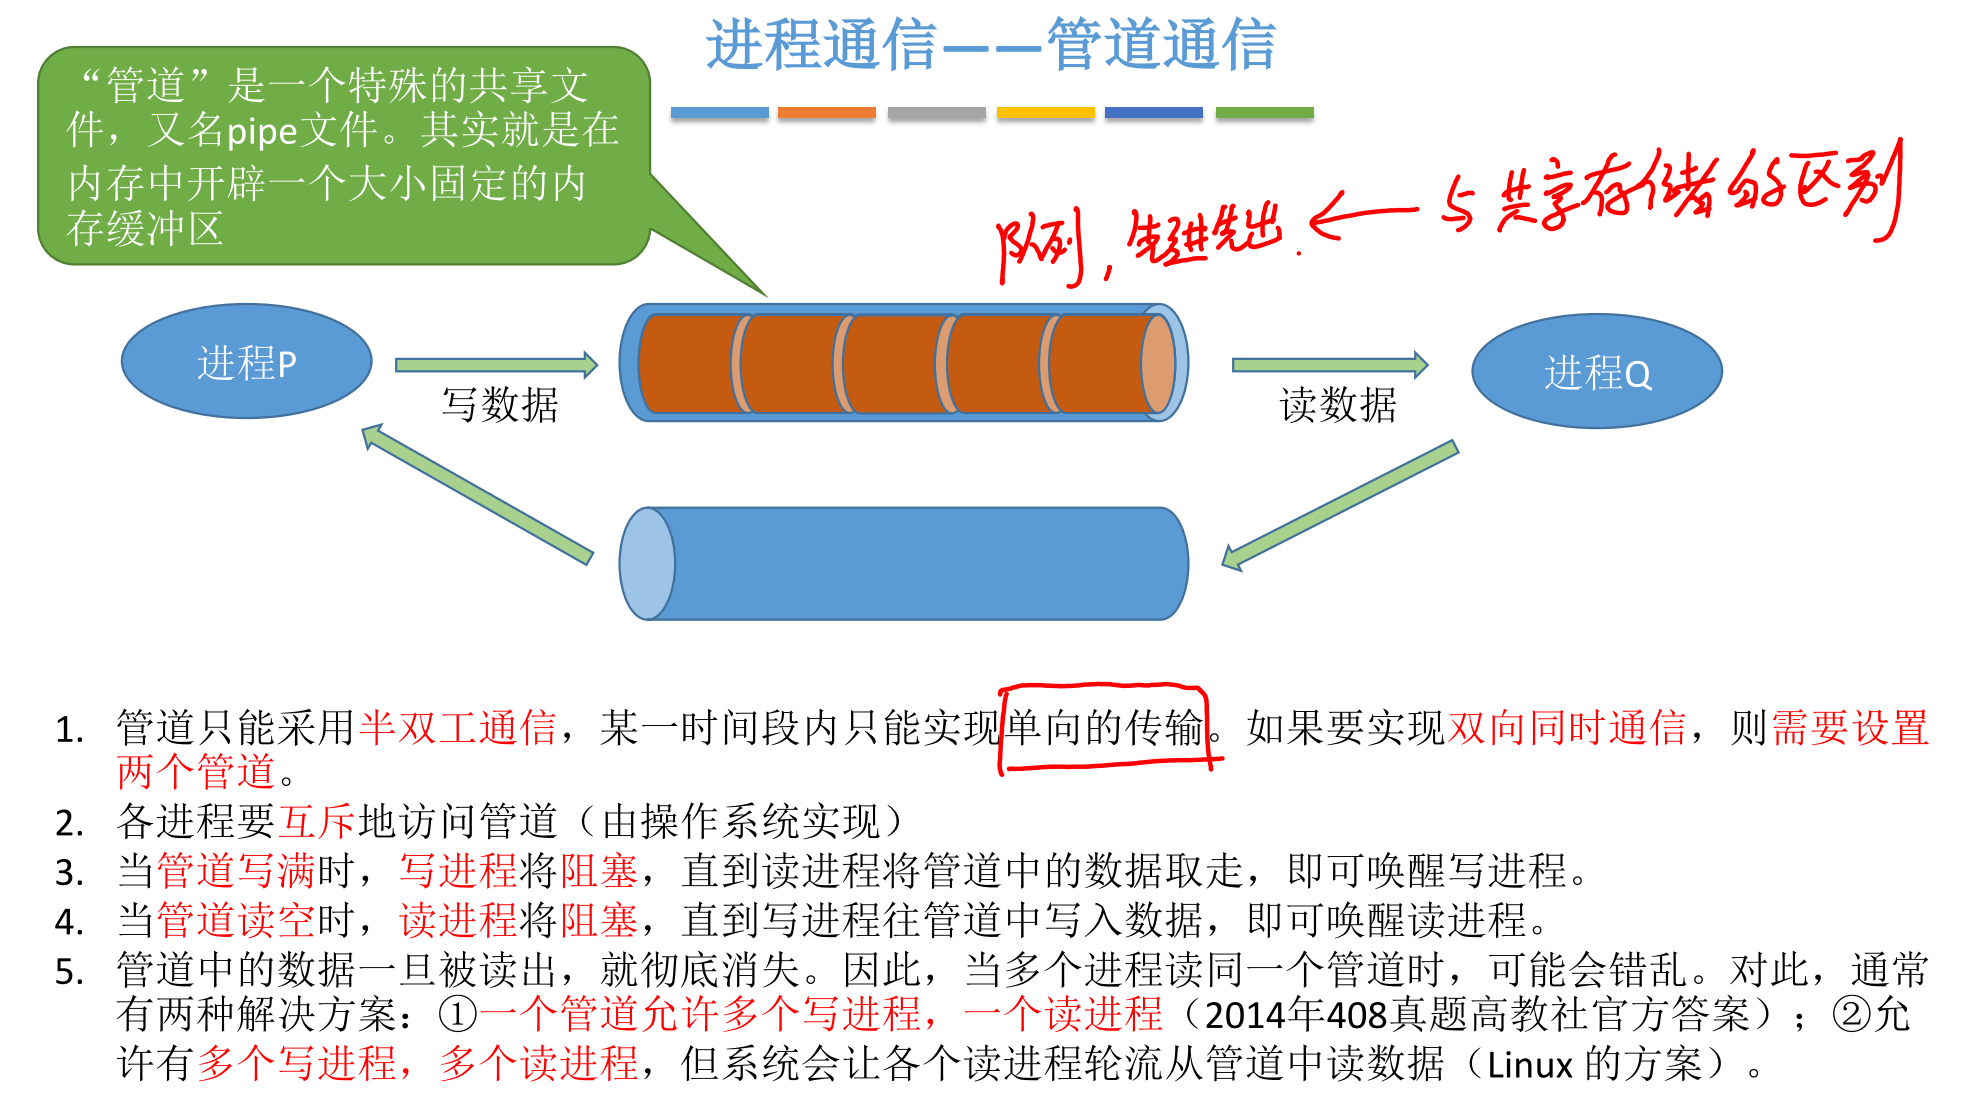 进程通信——管道通信
“管道”是一个特殊的共享文
件，又名pipe文件。其实就是在
内存中开辟一个大小固定的内
存缓冲区
队列，先进先出. ← 与共享存储的区别
进程P
写数据
读数据
进程Q
1. 管道只能采用半双工通信，某一时间段内只能实现单向的传输。如果要实现双向同时通信，则需要设置
两个管道。
2. 各进程要互斥地访问管道（由操作系统实现）
3. 当管道写满时，写进程将阻塞，直到读进程将管道中的数据取走，即可唤醒写进程。
4. 当管道读空时，读进程将阻塞，直到写进程往管道中写入数据，即可唤醒读进程。
5. 管道中的数据一旦被读出，就彻底消失。因此，当多个进程读同一个管道时，可能会错乱。对此，通常
有两种解决方案：①一个管道允许多个写进程，一个读进程（2014年408真题高教社官方答案）；②允
许有多个写进程，多个读进程，但系统会让各个读进程轮流从管道中读数据（Linux 的方案）。